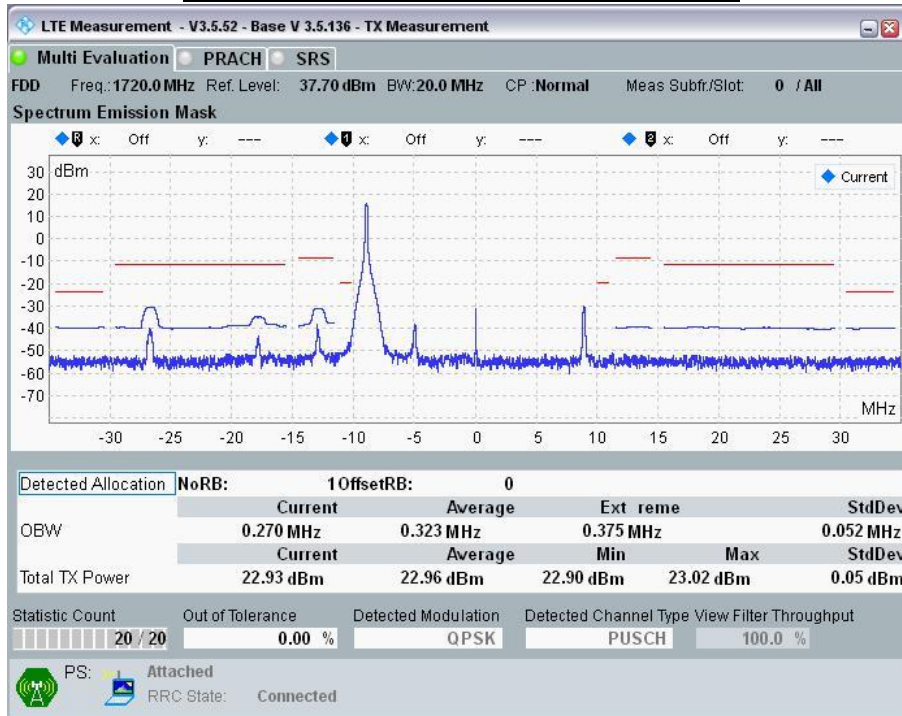 LTE Measurement - V3.5.52 - Base V 3.5.136 - TX Measurement
Multi Evaluation PRACH SRS
FDD Freq.:1720.0 MHz Ref. Level: 37.70 dBm BW:20.0 MHz CP :Normal Meas Subfr./Slot: 0 / All
Spectrum Emission Mask
R x: Off y: --- 1 x: Off y: --- 2 x: Off y: ---
dBm
Current
30
20
10
0
-10
-20
-30
-40
-50
-60
-70
MHz
-30 -25 -20 -15 -10 -5 0 5 10 15 20 25 30
Detected Allocation NoRB: 1 OffsetRB: 0
Current Average Ext reme StdDev
OBW 0.270 MHz 0.323 MHz 0.375 MHz 0.052 MHz
Current Average Min Max StdDev
Total TX Power 22.93 dBm 22.96 dBm 22.90 dBm 23.02 dBm 0.05 dBm
Statistic Count Out of Tolerance Detected Modulation Detected Channel Type View Filter Throughput
20 / 20 0.00 % QPSK PUSCH 100.0 %
PS: Attached
RRC State: Connected